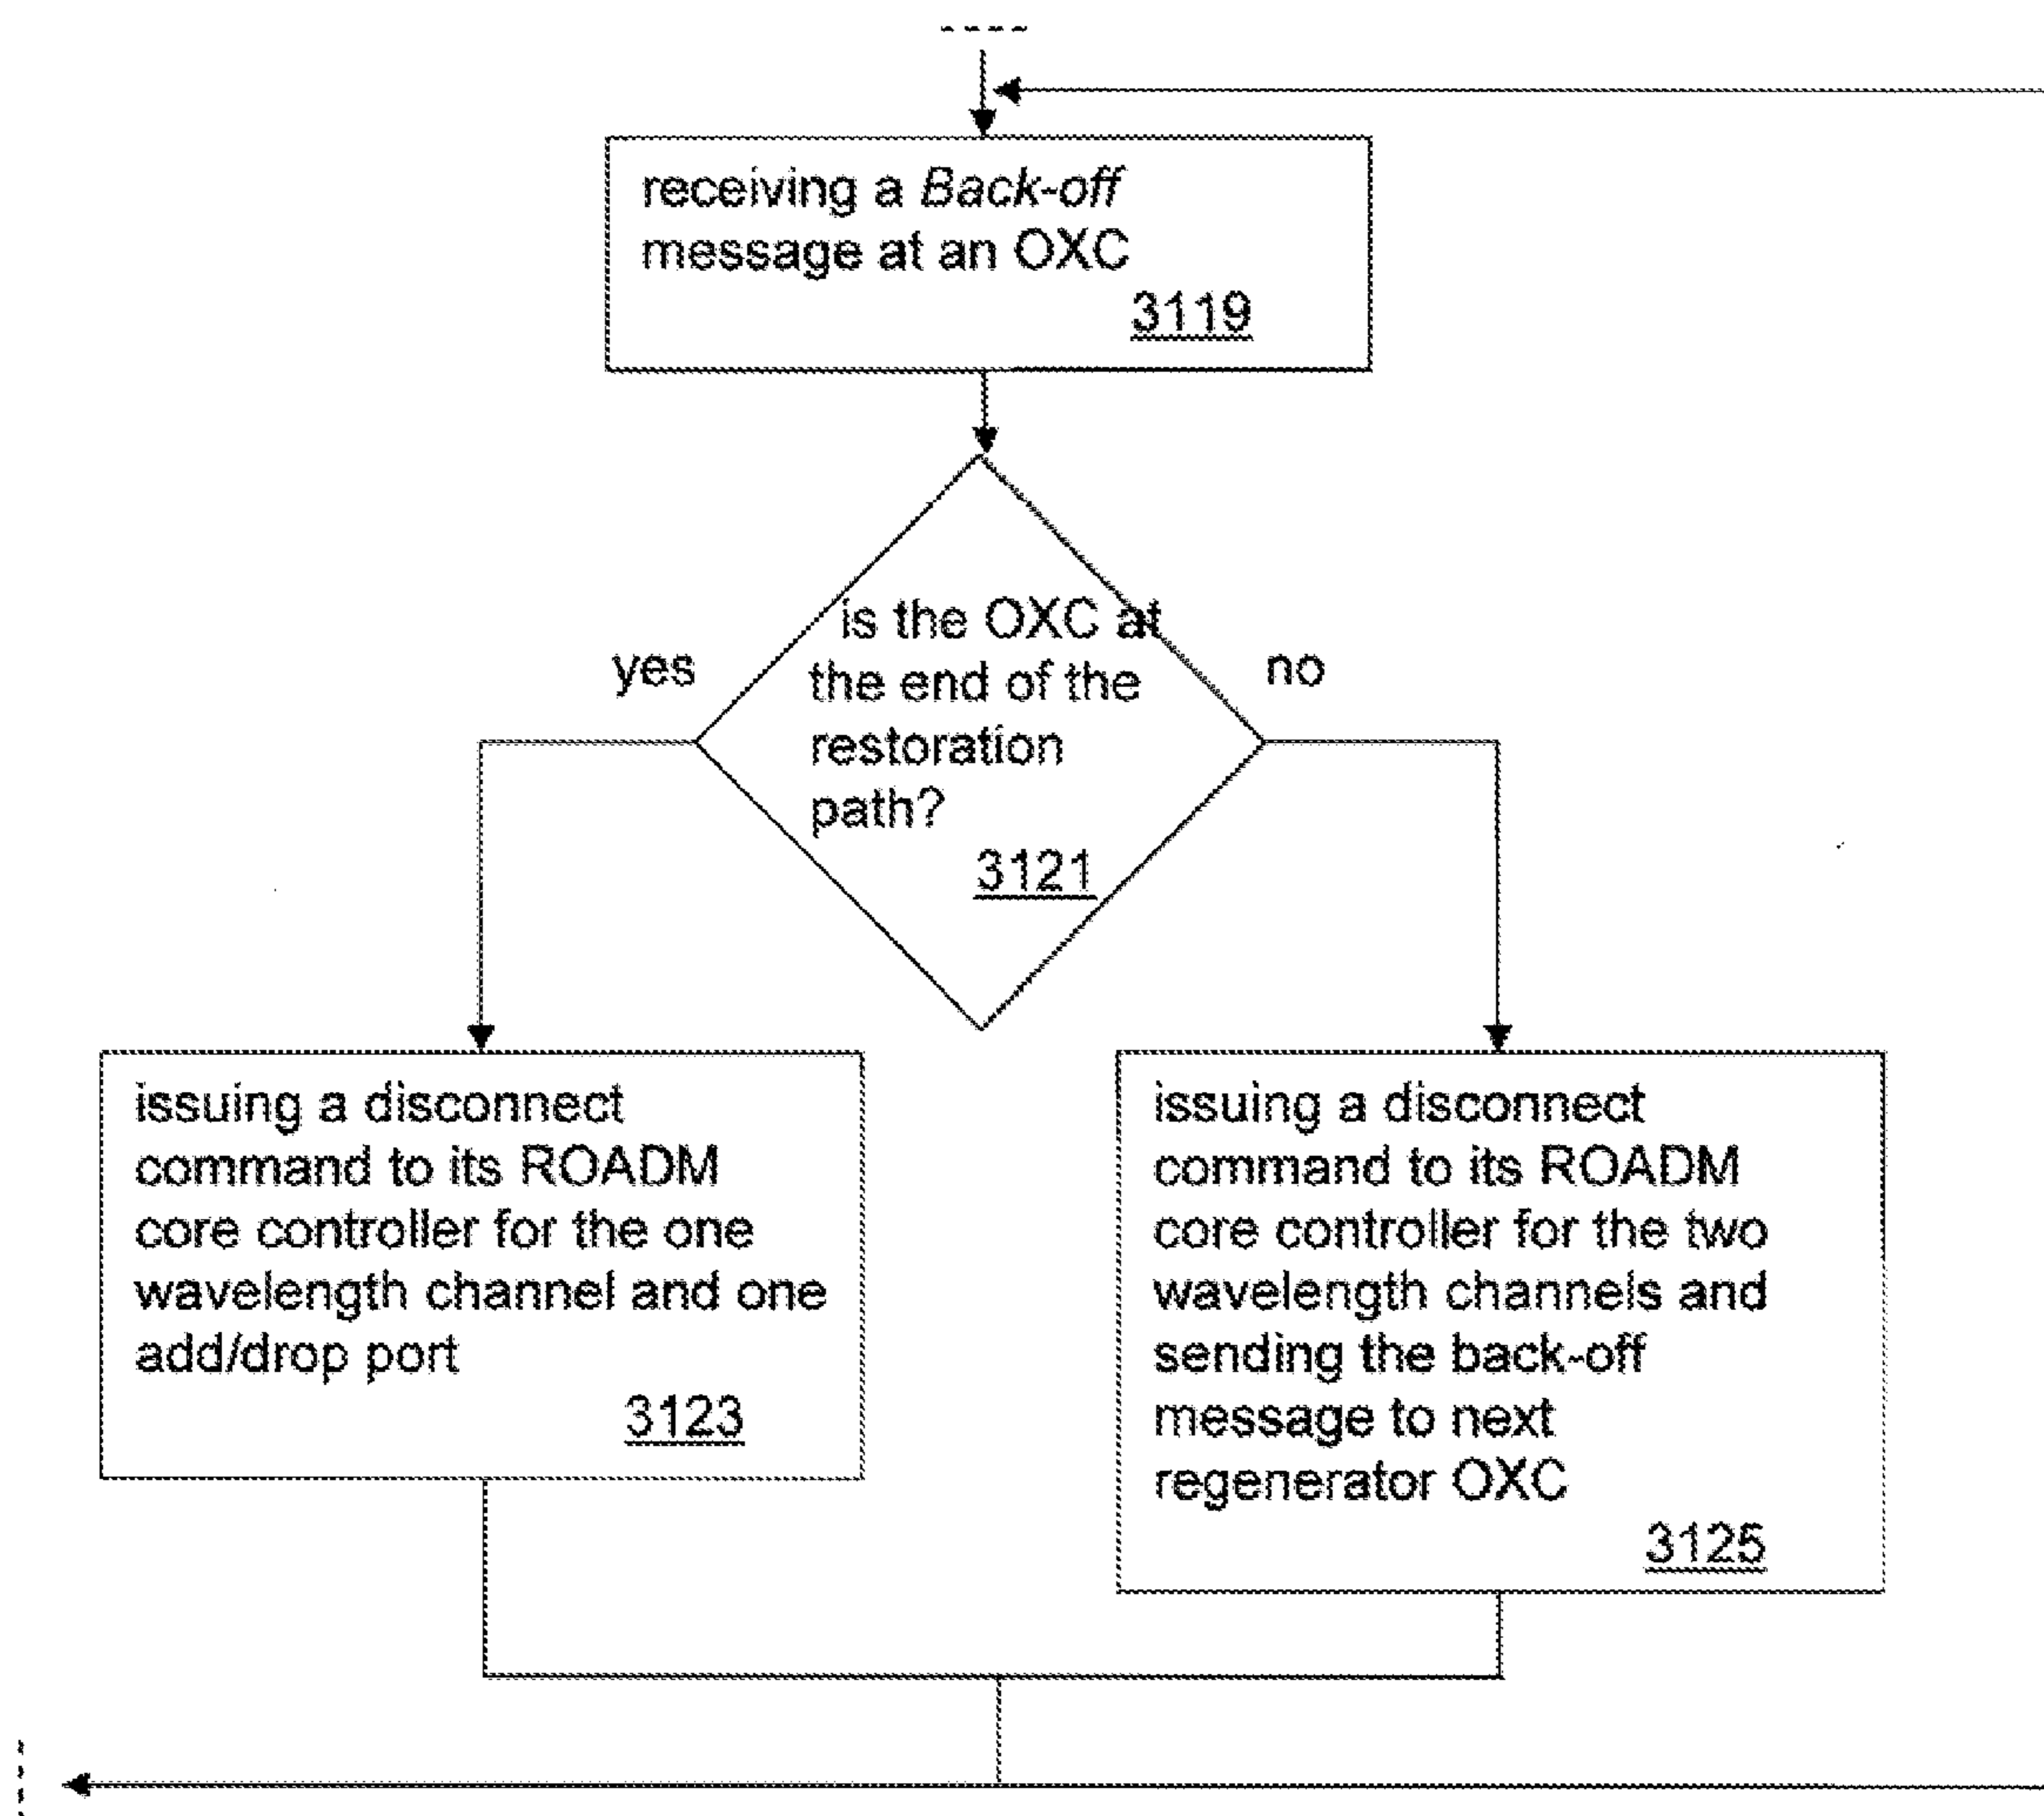 receiving a Back-off
message at an OXC
3119
is the OXC at
the end of the
restoration
path?
3121
yes
no
issuing a disconnect
command to its ROADM
core controller for the one
wavelength channel and one
add/drop port
3123
issuing a disconnect
command to its ROADM
core controller for the two
wavelength channels and
sending the back-off
message to next
regenerator OXC
3125